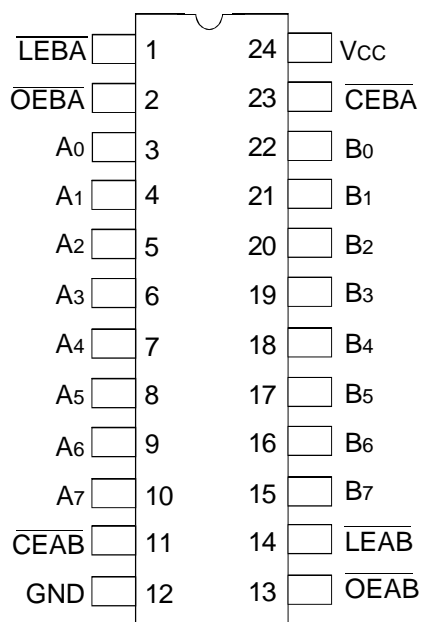 LEBA 1 24 VCC
OEBA 2 23 CEBA
A0 3 22 B0
A1 4 21 B1
A2 5 20 B2
A3 6 19 B3
A4 7 18 B4
A5 8 17 B5
A6 9 16 B6
A7 10 15 B7
CEAB 11 14 LEAB
GND 12 13 OEAB